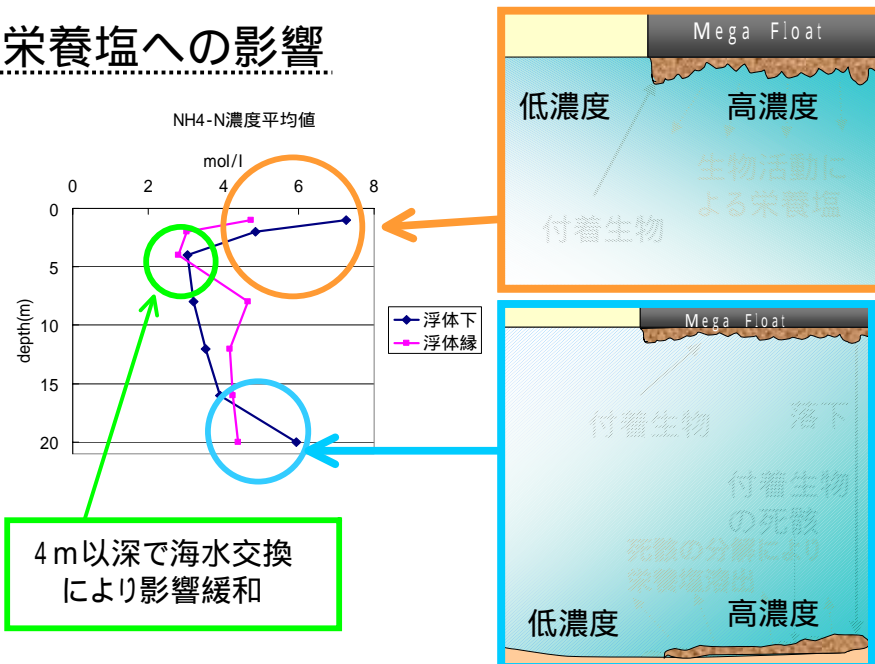 栄養塩への影響
NH4-N濃度平均値
mol/l
0 2 4 6 8
0
5
10
15
20
depth(m)
浮体下
浮体縁
4m以深で海水交換
により影響緩和
Mega Float
低濃度 高濃度
生物活動に
よる栄養塩
付着生物
Mega Float
付着生物 落下
付着生物
の死骸
死骸の分解により
栄養塩溶出
低濃度 高濃度